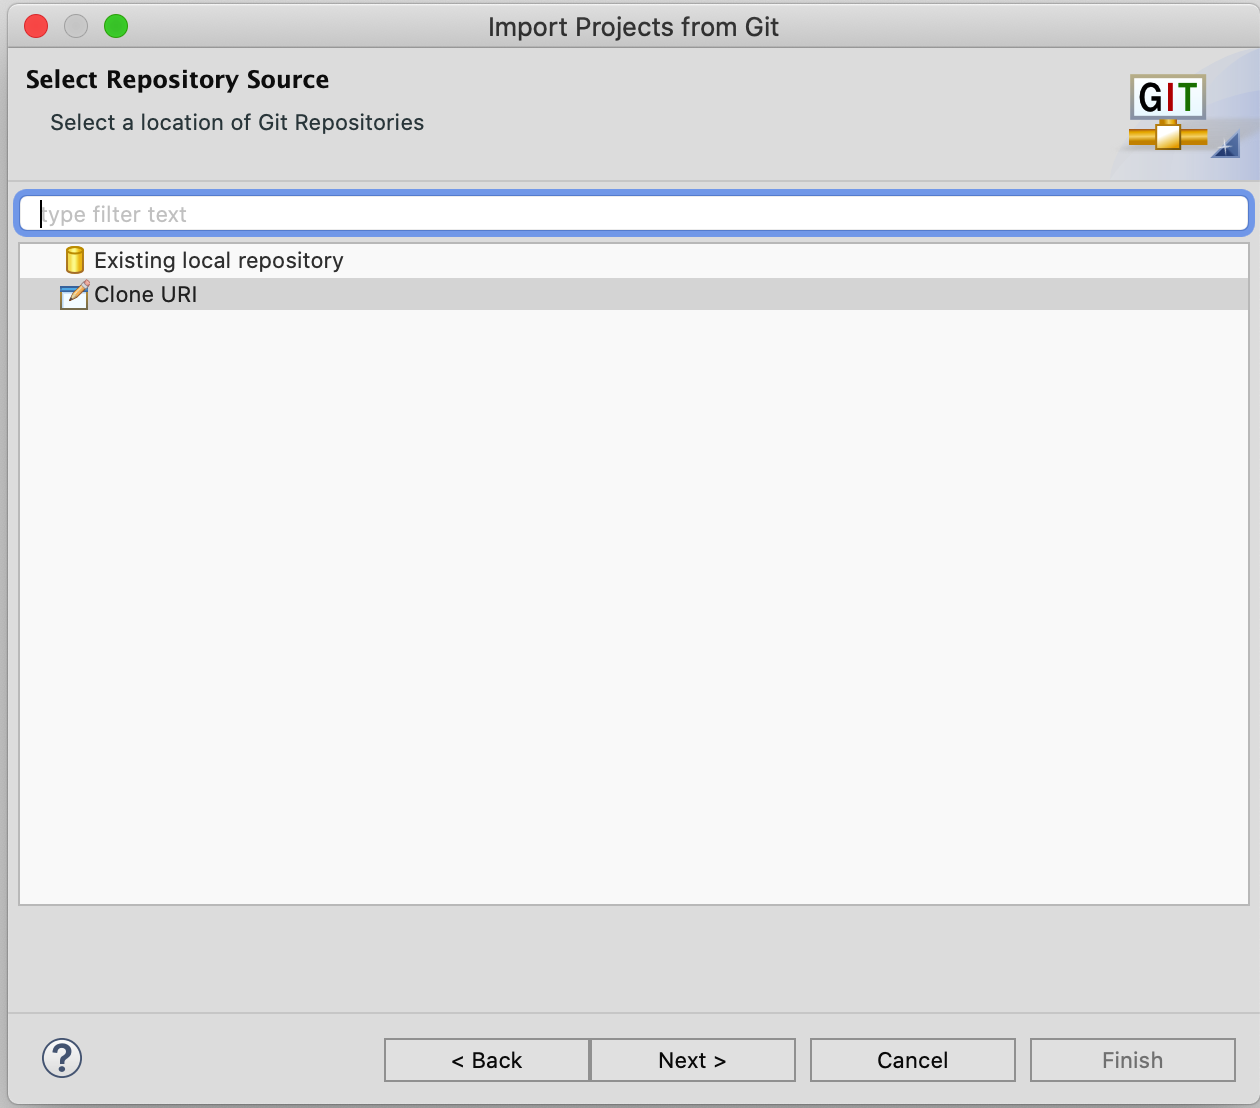 Import Projects from Git
Select Repository Source
Select a location of Git Repositories
GIT
type filter text
Existing local repository
Clone URI
?
< Back
Next >
Cancel
Finish